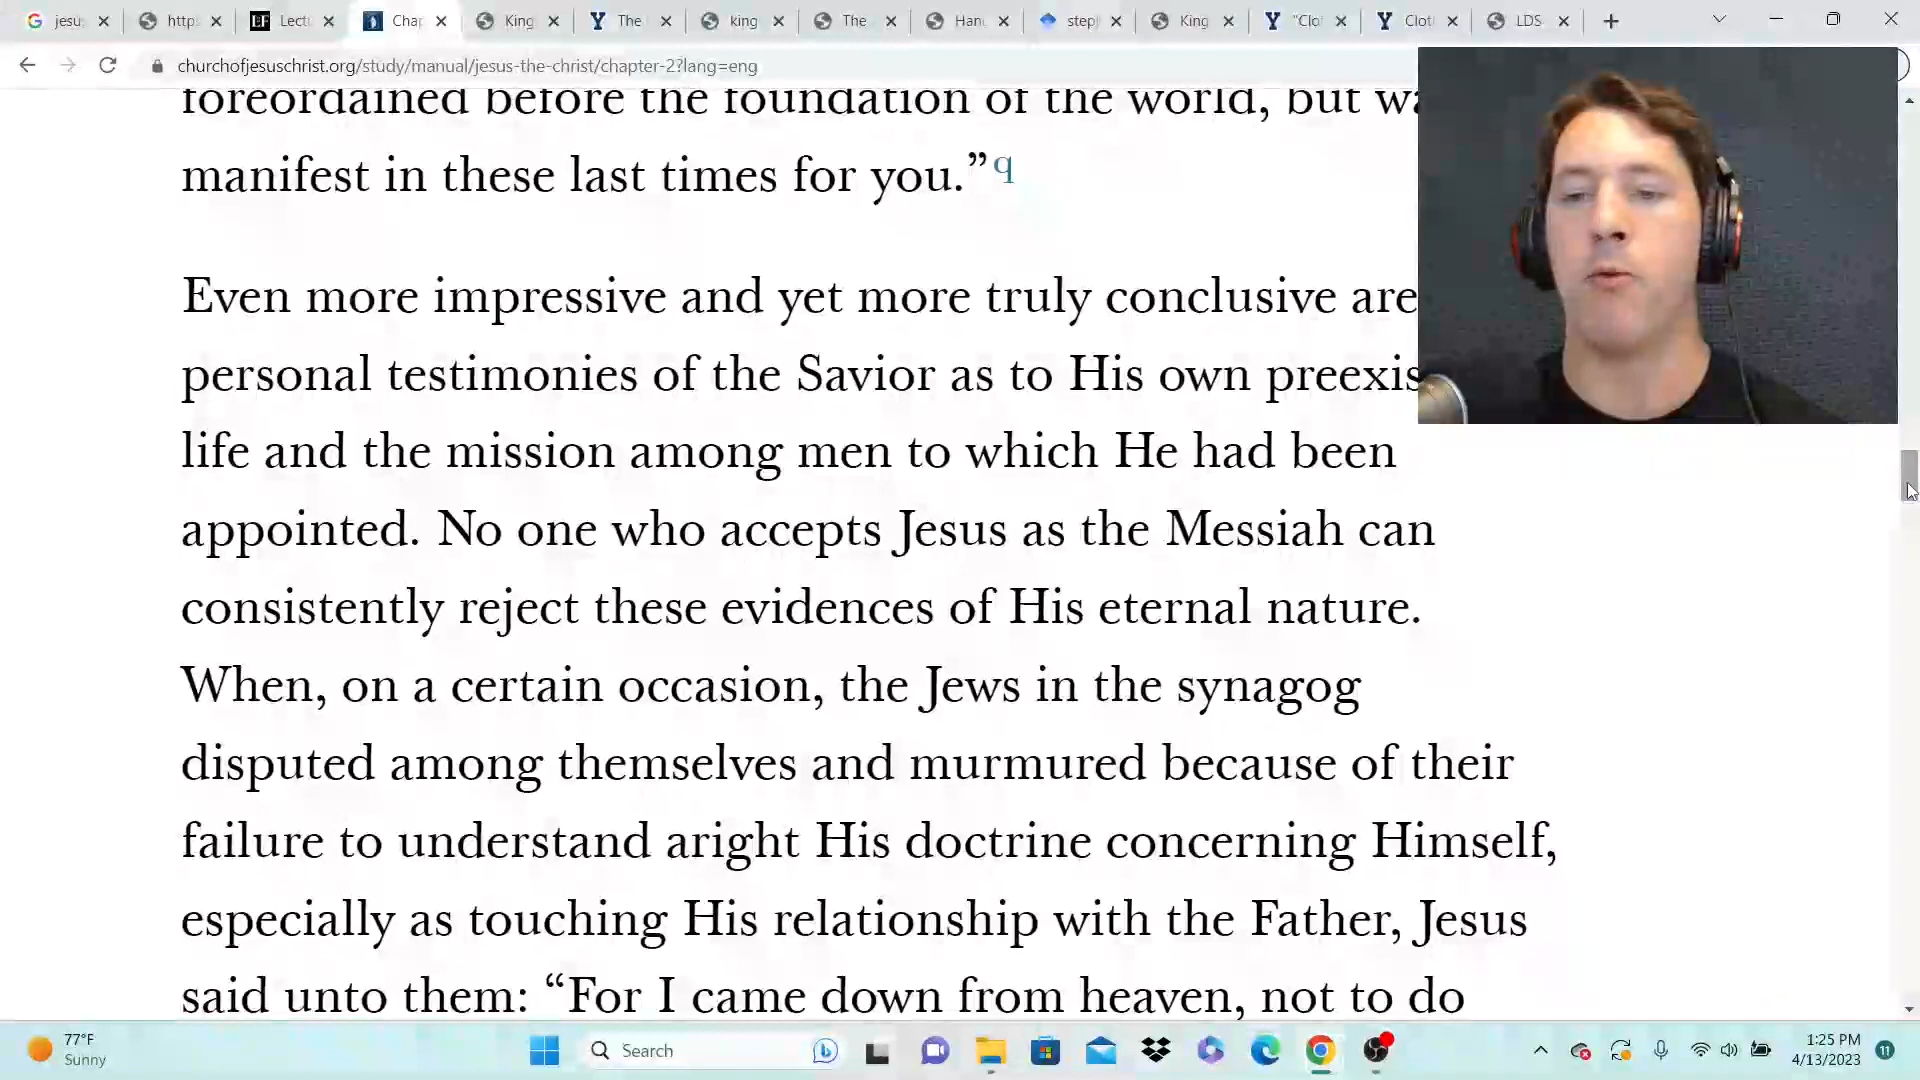 jesu
https
Lect
Chap
King
The
king
The
Han
step
King
"Clo
Clot
LDS
churchofjesuschrist.org/study/manual/jesus-the-christ/chapter-2?lang=eng
foreordained before the foundation of the world, but wa
manifest in these last times for you.”q
Even more impressive and yet more truly conclusive are
personal testimonies of the Savior as to His own preexis
life and the mission among men to which He had been
appointed. No one who accepts Jesus as the Messiah can
consistently reject these evidences of His eternal nature.
When, on a certain occasion, the Jews in the synagog
disputed among themselves and murmured because of their
failure to understand aright His doctrine concerning Himself,
especially as touching His relationship with the Father, Jesus
said unto them: “For I came down from heaven, not to do
77°F
Sunny
Search
1:25 PM
4/13/2023
11